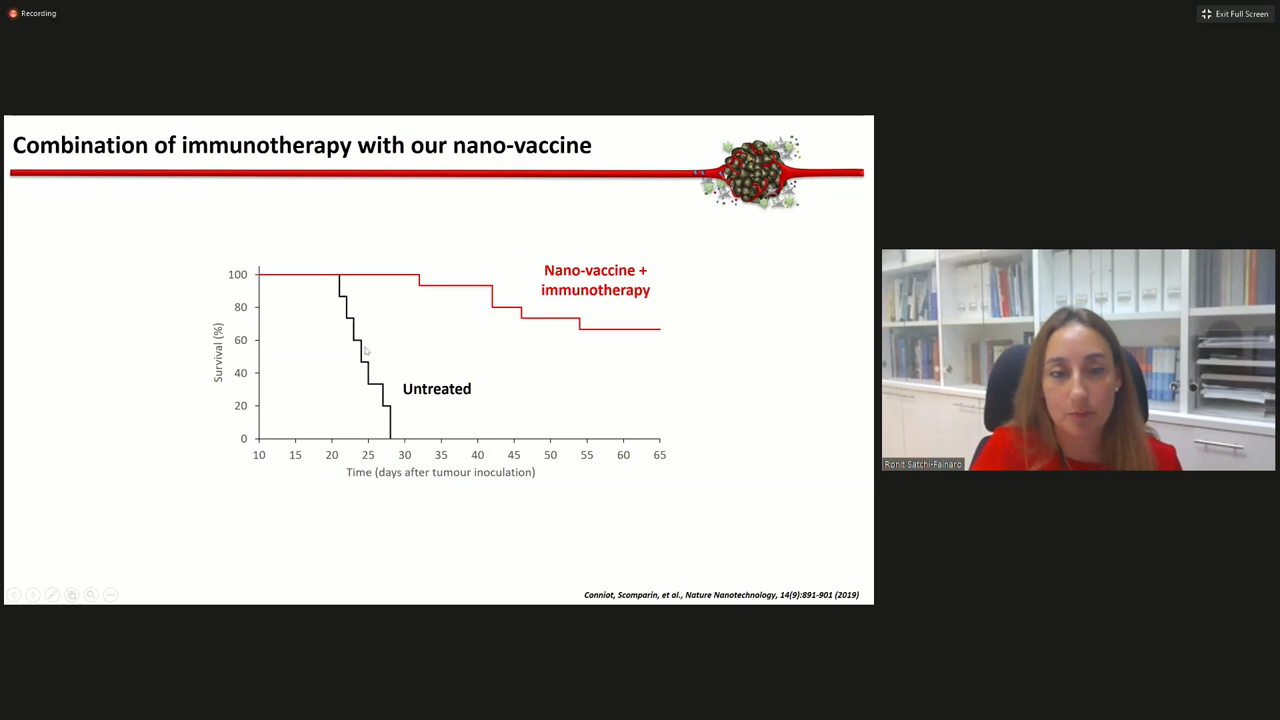 Recording
Exit Full Screen
Combination of immunotherapy with our nano-vaccine
Nano-vaccine +
immunotherapy
Untreated
Survival (%)
100
80
60
40
20
0
10 15 20 25 30 35 40 45 50 55 60 65
Time (days after tumour inoculation)
Conniot, Scomparin, et al., Nature Nanotechnology, 14(9):891-901 (2019)
Ronit Satchi-Fainaro